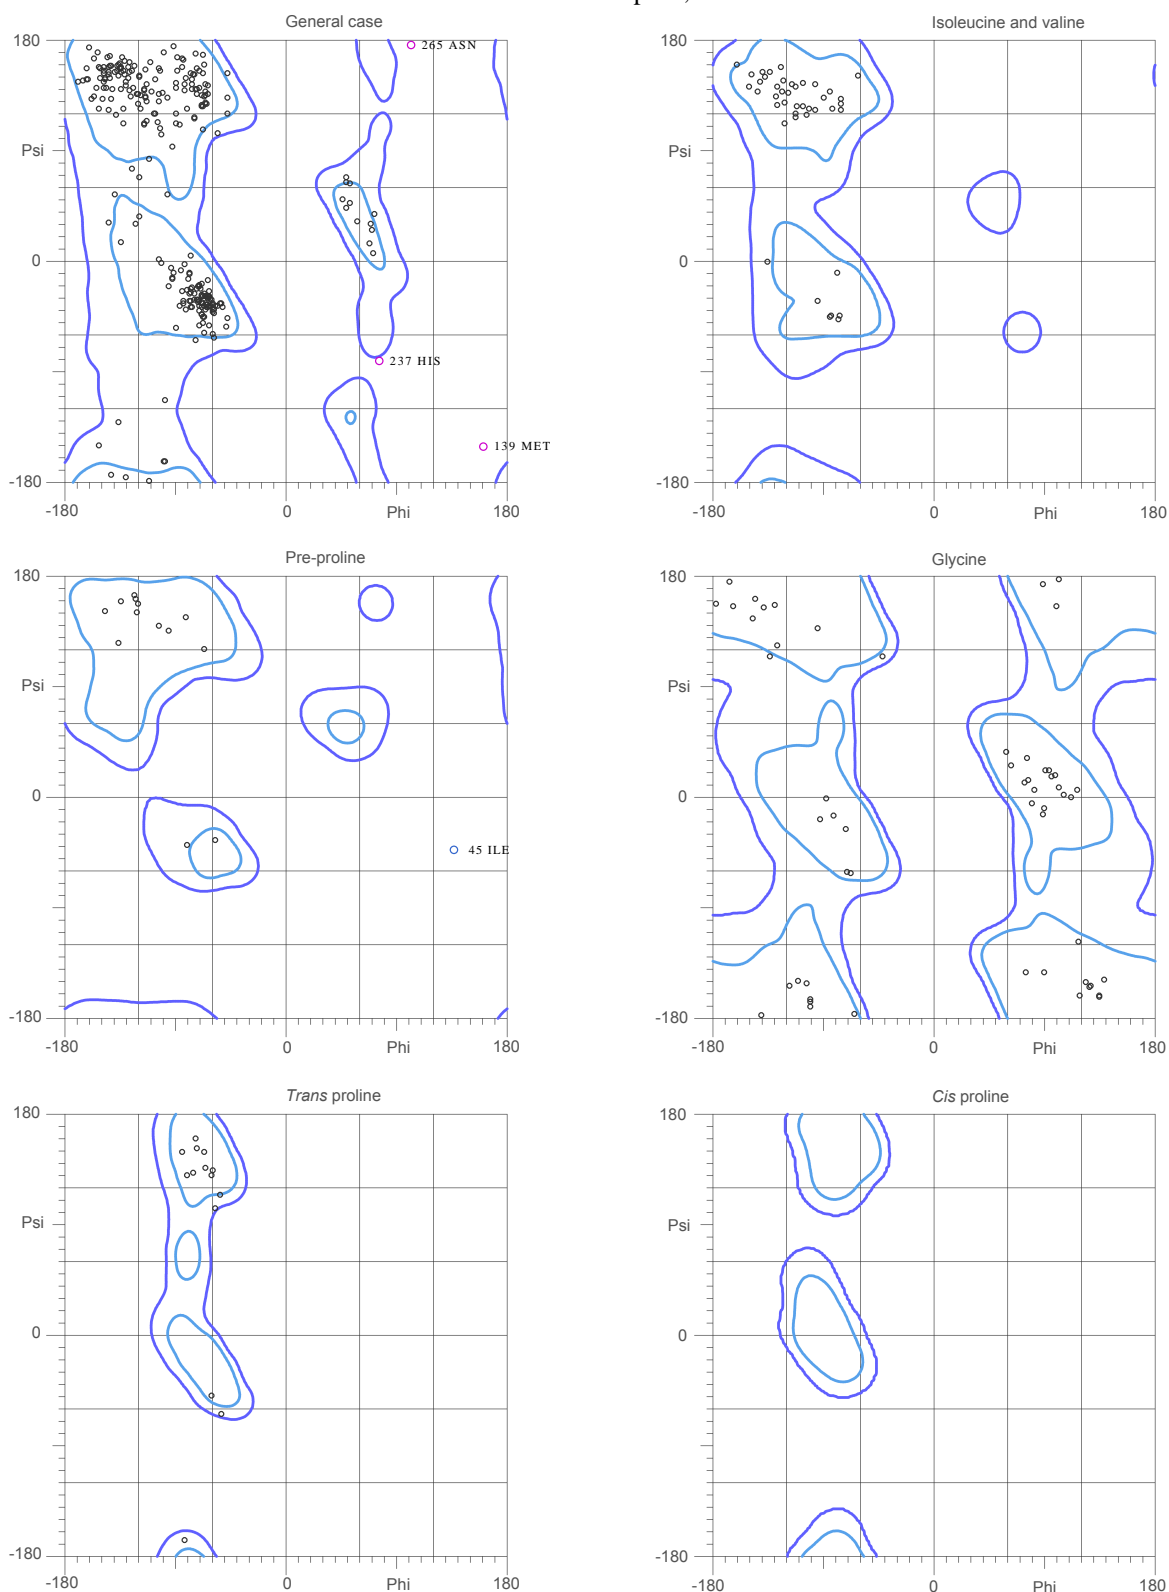 General case
180
265 ASN
Psi
0
237 HIS
139 MET
-180
-180
0
Phi
180
Isoleucine and valine
180
Psi
0
-180
-180
0
Phi
180
Pre-proline
180
Psi
0
45 ILE
-180
-180
0
Phi
180
Glycine
180
Psi
0
-180
-180
0
Phi
180
Trans proline
180
Psi
0
-180
-180
0
Phi
180
Cis proline
180
Psi
0
-180
-180
0
Phi
180